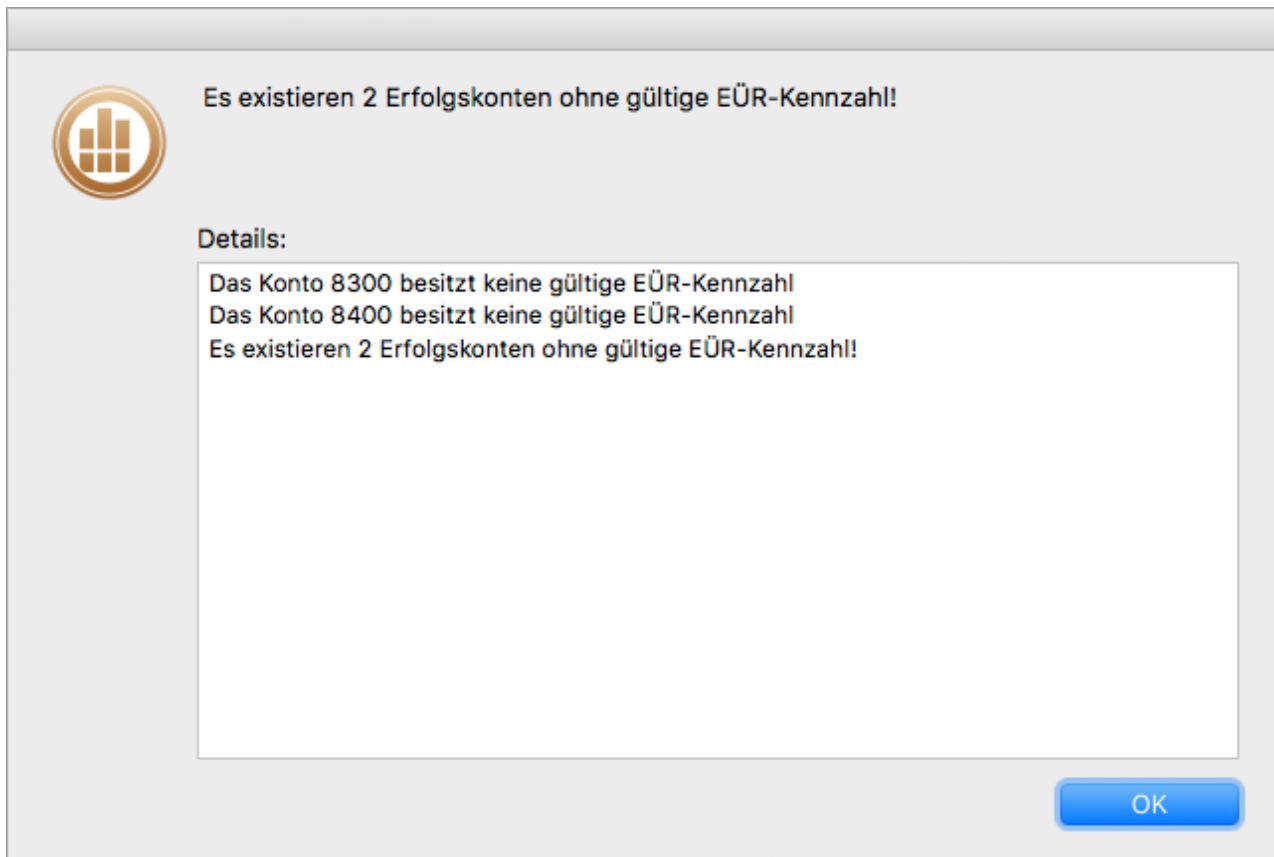 Es existieren 2 Erfolgskonten ohne gültige EÜR-Kennzahl!
Details:
Das Konto 8300 besitzt keine gültige EÜR-Kennzahl
Das Konto 8400 besitzt keine gültige EÜR-Kennzahl
Es existieren 2 Erfolgskonten ohne gültige EÜR-Kennzahl!
OK